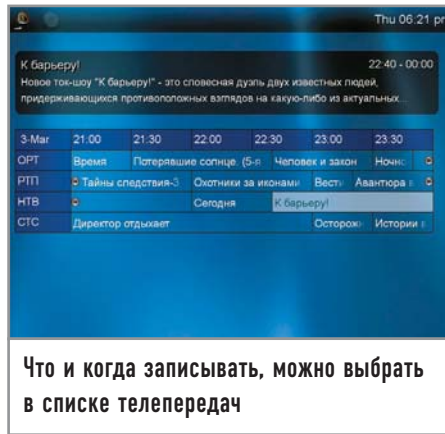 Thu 06:21 pr
К барьеру! 22:40 - 00:00
Новое ток-шоу "К барьеру!" - это словесная дуэль двух известных людей,
придерживающихся противоположных взглядов на какую-либо из актуальных...
3-Mar 21:00 21:30 22:00 22:30 23:00 23:30
ОРТ Время Потерявшие солнце. (5-я Человек и закон Ночно
РТП Тайны следствия-3 Охотники за иконами Вести Авантюра
НТВ Сегодня К барьеру!
СТС Директор отдыхает Осторож Истории в
Что и когда записывать, можно выбрать
в списке телепередач